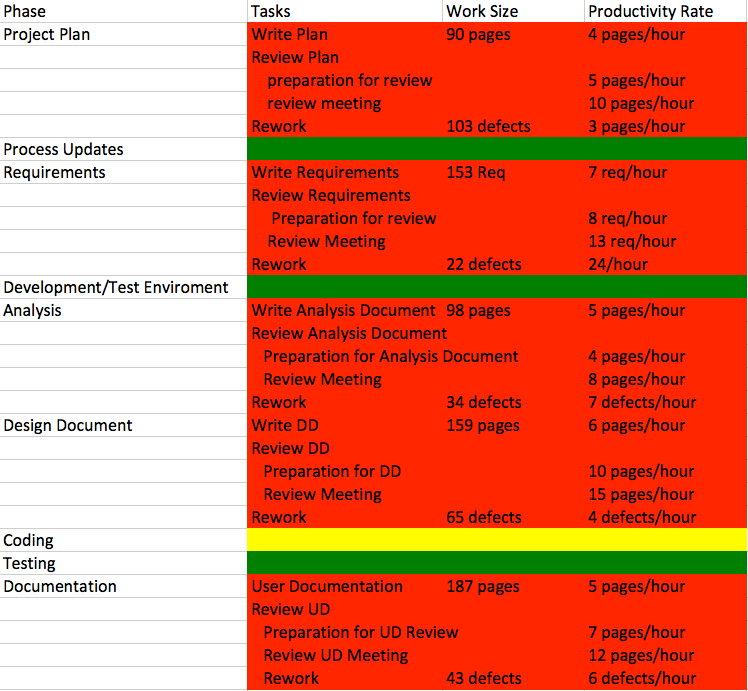 Phase Tasks Work Size Productivity Rate
Project Plan Write Plan 90 pages 4 pages/hour
Review Plan
preparation for review 5 pages/hour
review meeting 10 pages/hour
Rework 103 defects 3 pages/hour
Process Updates
Requirements Write Requirements 153 Req 7 req/hour
Review Requirements
Preparation for review 8 req/hour
Review Meeting 13 req/hour
Rework 22 defects 24/hour
Development/Test Enviroment
Analysis Write Analysis Document 98 pages 5 pages/hour
Review Analysis Document
Preparation for Analysis Document 4 pages/hour
Review Meeting 8 pages/hour
Rework 34 defects 7 defects/hour
Design Document Write DD 159 pages 6 pages/hour
Review DD
Preparation for DD 10 pages/hour
Review Meeting 15 pages/hour
Rework 65 defects 4 defects/hour
Coding
Testing
Documentation User Documentation 187 pages 5 pages/hour
Review UD
Preparation for UD Review 7 pages/hour
Review UD Meeting 12 pages/hour
Rework 43 defects 6 defects/hour